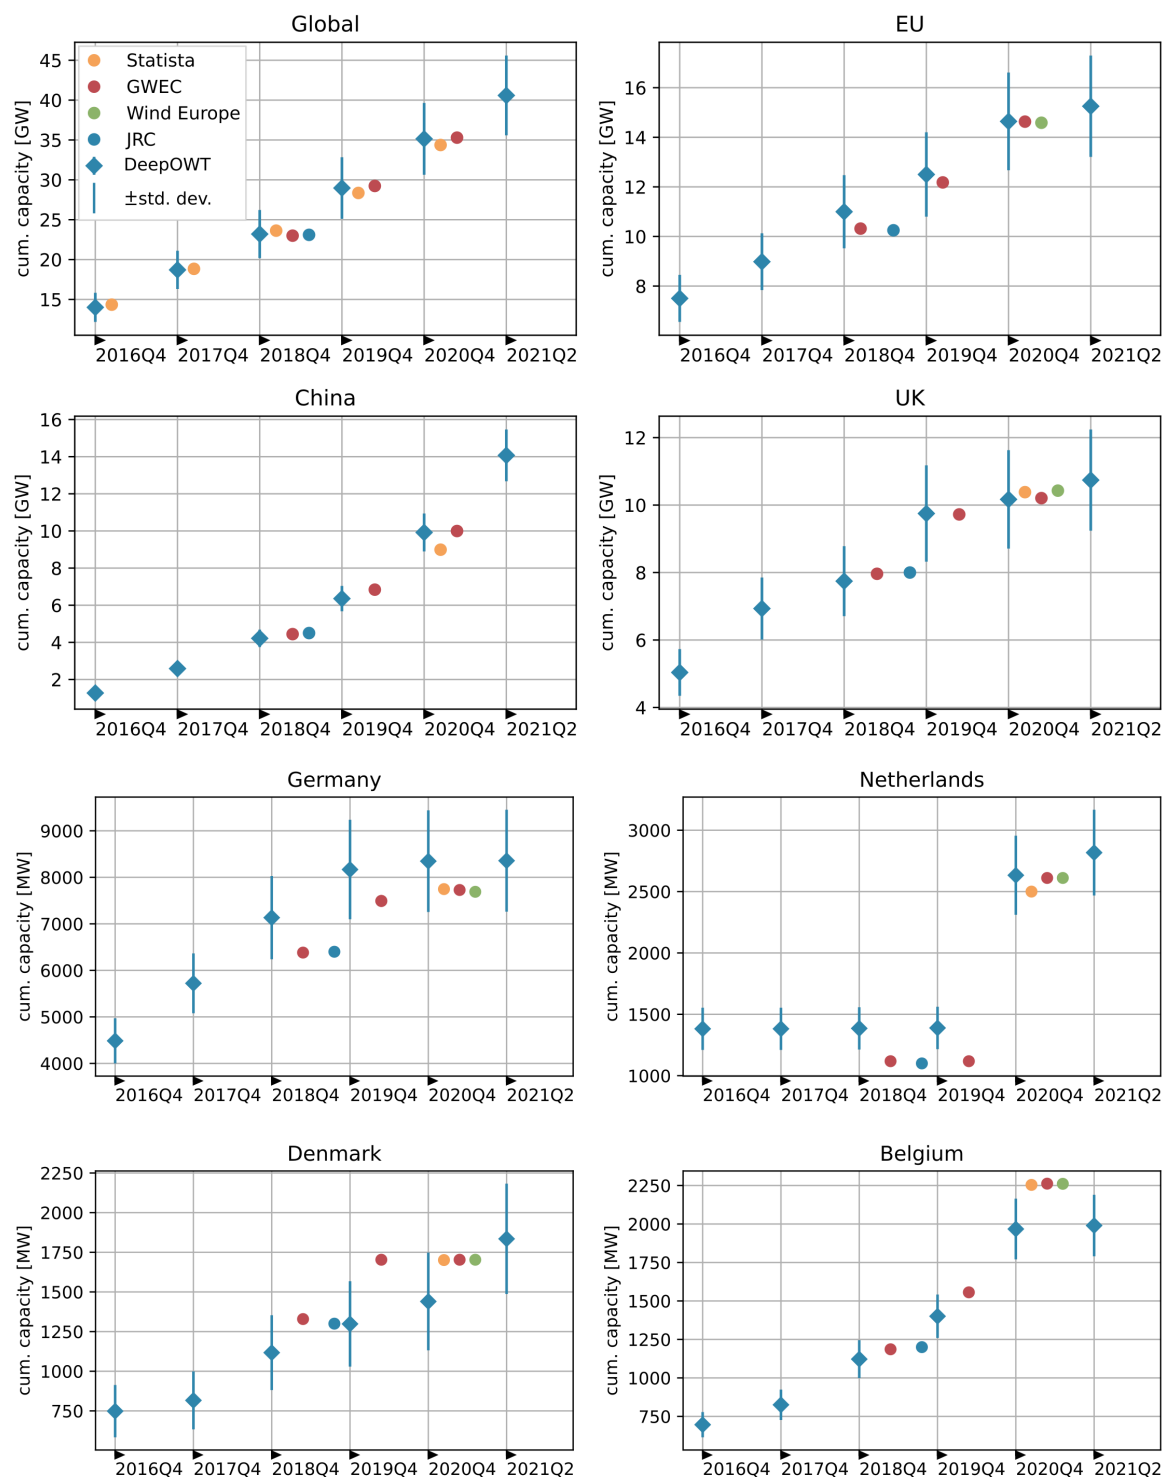 Global
cum. capacity [GW]
45
40
35
30
25
20
15
Statista
GWEC
Wind Europe
JRC
DeepOWT
±std. dev.
2016Q4 2017Q4 2018Q4 2019Q4 2020Q4 2021Q2
EU
cum. capacity [GW]
16
14
12
10
8
2016Q4 2017Q4 2018Q4 2019Q4 2020Q4 2021Q2
China
cum. capacity [GW]
16
14
12
10
8
6
4
2
2016Q4 2017Q4 2018Q4 2019Q4 2020Q4 2021Q2
UK
cum. capacity [GW]
12
10
8
6
4
2016Q4 2017Q4 2018Q4 2019Q4 2020Q4 2021Q2
Germany
cum. capacity [MW]
9000
8000
7000
6000
5000
4000
2016Q4 2017Q4 2018Q4 2019Q4 2020Q4 2021Q2
Netherlands
cum. capacity [MW]
3000
2500
2000
1500
1000
2016Q4 2017Q4 2018Q4 2019Q4 2020Q4 2021Q2
Denmark
cum. capacity [MW]
2250
2000
1750
1500
1250
1000
750
2016Q4 2017Q4 2018Q4 2019Q4 2020Q4 2021Q2
Belgium
cum. capacity [MW]
2250
2000
1750
1500
1250
1000
750
2016Q4 2017Q4 2018Q4 2019Q4 2020Q4 2021Q2